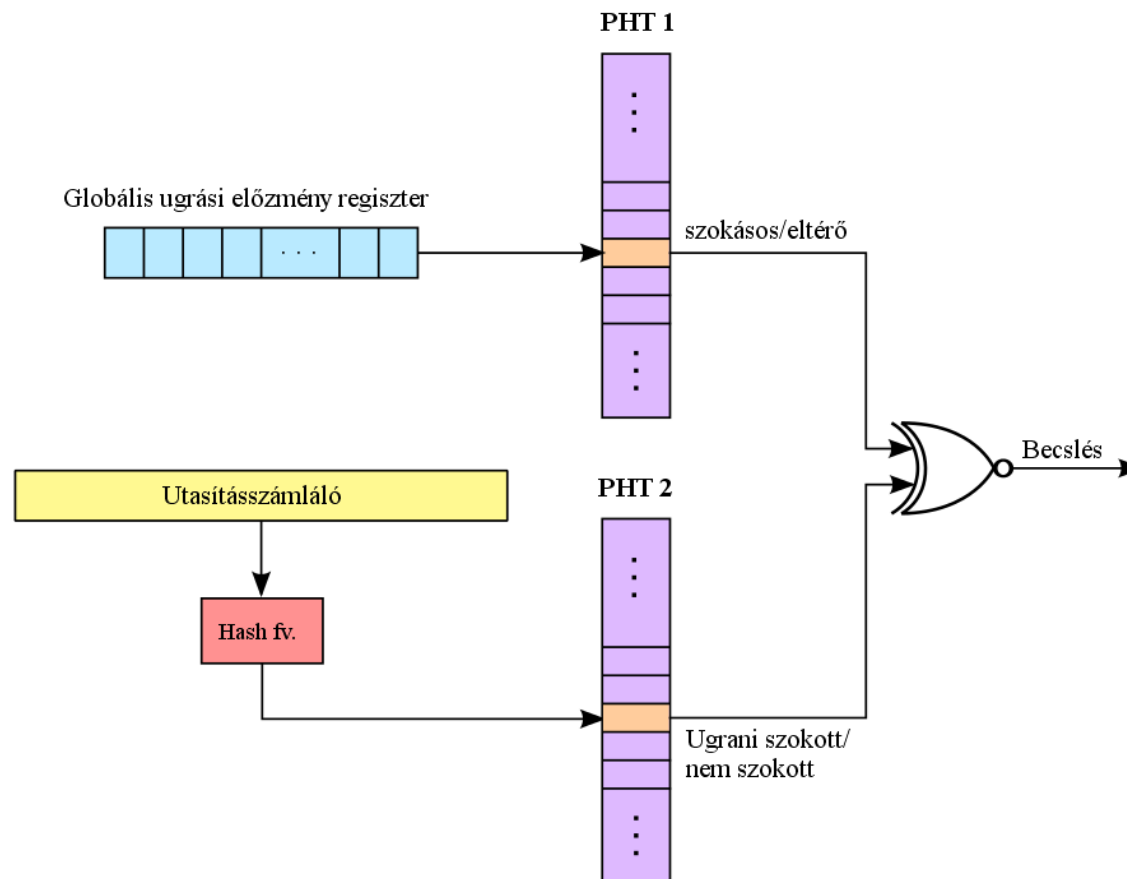 PHT 1
Globális ugrási előzmény regiszter
. . .
szokásos/eltérő
Becslés
Utasításszámláló
PHT 2
Hash fv.
Ugrani szokott/
nem szokott